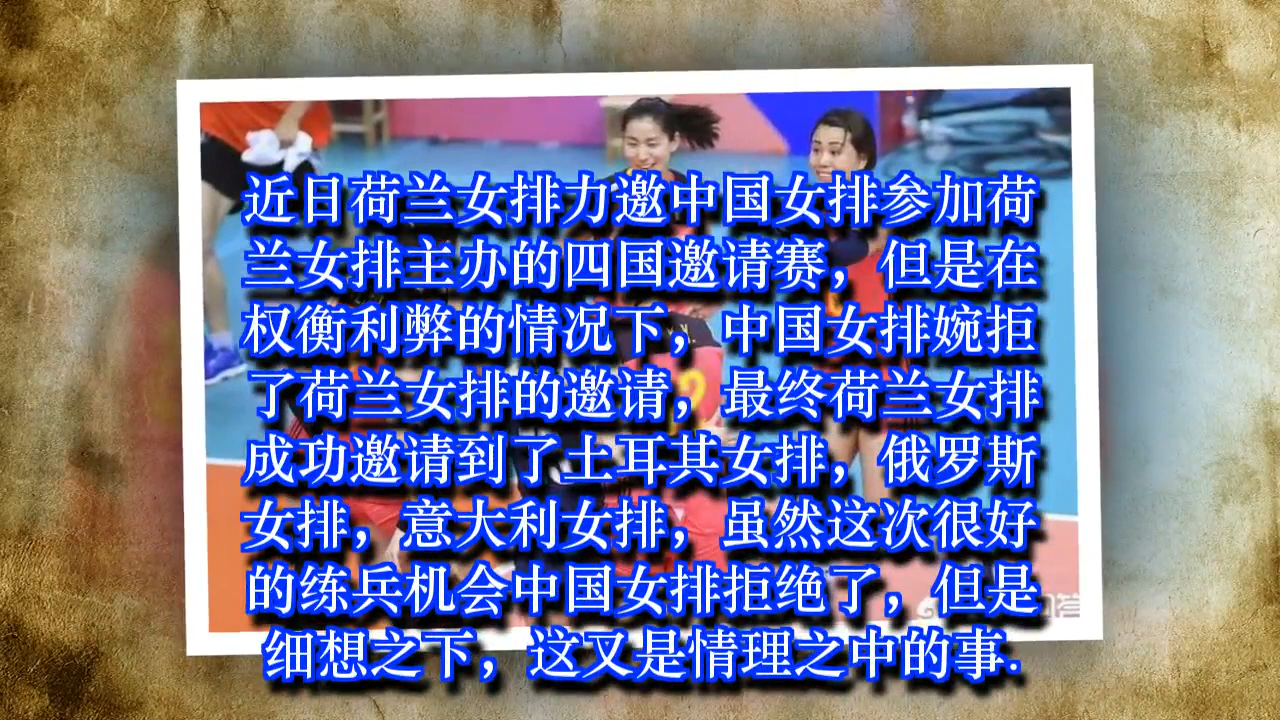 近日荷兰女排力邀中国女排参加荷
兰女排主办的四国邀请赛，但是在
权衡利弊的情况下，中国女排婉拒
了荷兰女排的邀请，最终荷兰女排
成功邀请到了土耳其女排，俄罗斯
女排，意大利女排，虽然这次很好
的练兵机会中国女排拒绝了，但是
细想之下，这又是情理之中的事.